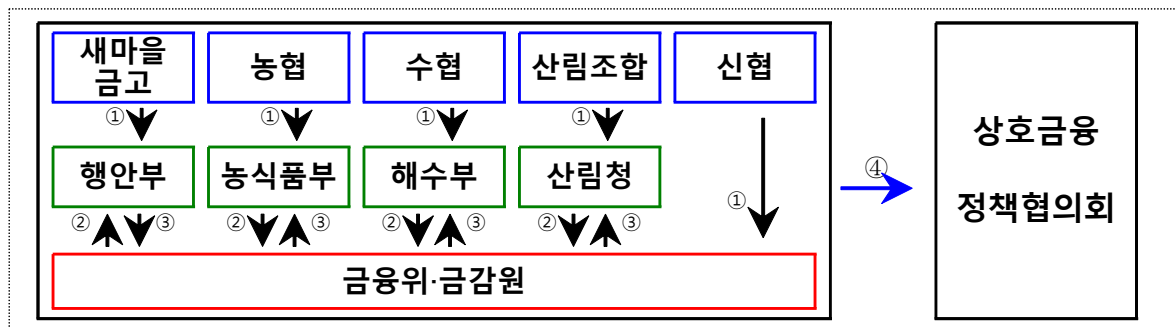 새마을
금고
농협
수협
산림조합
신협
① ① ① ①
행안부
농식품부
해수부
산림청
①
② ③ ② ③ ② ③ ② ③
금융위·금감원
④
상호금융
정책협의회